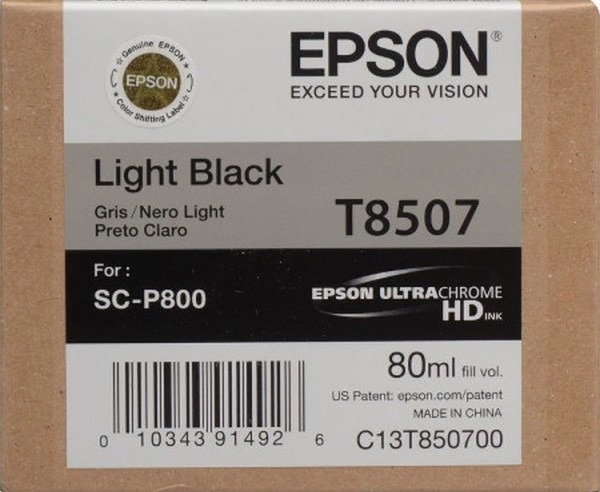 Genuine EPSON
EPSON
Color Shifting Label
EPSON®
EXCEED YOUR VISION
Light Black
Gris/Nero Light
Preto Claro
T8507
For :
SC-P800
EPSON ULTRACHROME
HD INK
80ml fill vol.
US Patent: epson.com/patent
MADE IN CHINA
0 10343 91492 6
C13T850700